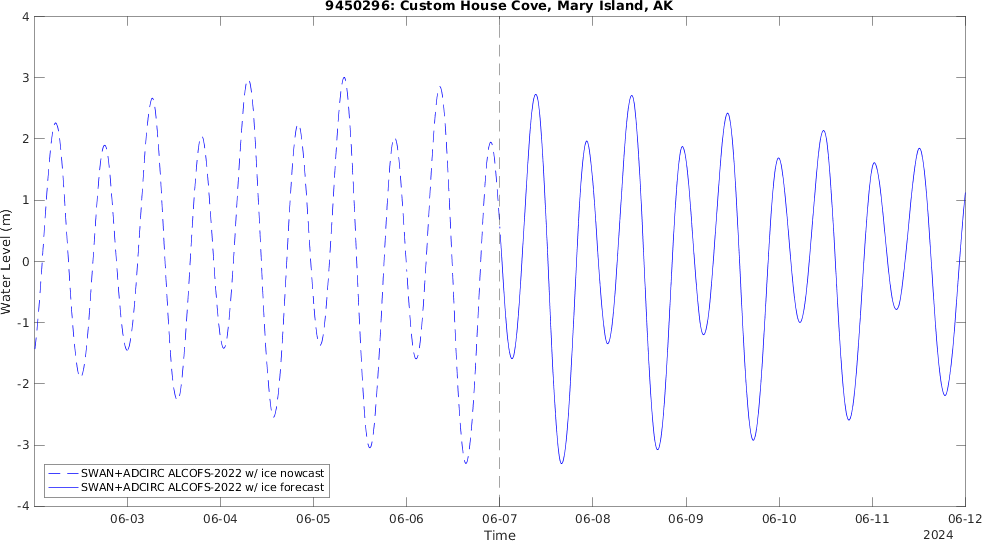 9450296: Custom House Cove, Mary Island, AK
Water Level (m)
4
3
2
1
0
-1
-2
-3
-4
SWAN+ADCIRC ALCOFS-2022 w/ ice nowcast
SWAN+ADCIRC ALCOFS-2022 w/ ice forecast
06-03 06-04 06-05 06-06 06-07 06-08 06-09 06-10 06-11 06-12
Time
2024